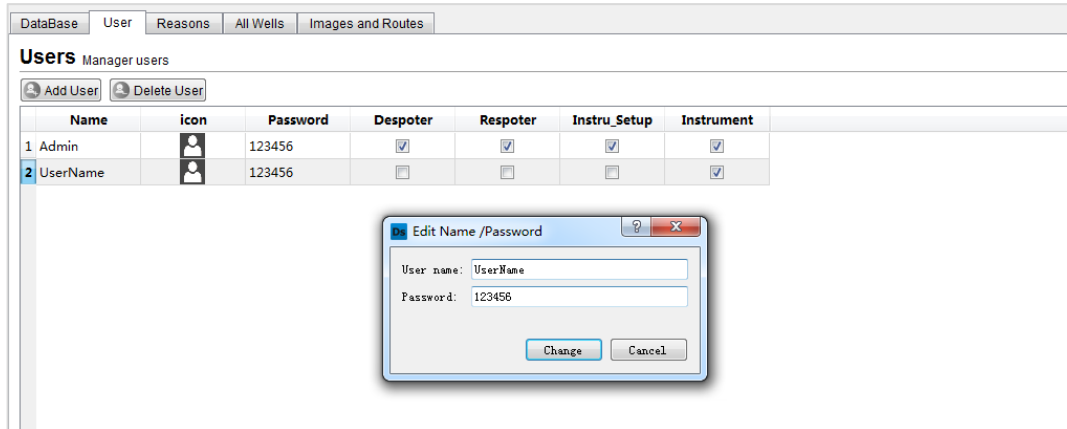 DataBase User Reasons All Wells Images and Routes
Users Manager users
Add User Delete User
Name icon Password Despoter Respoter Instru_Setup Instrument
1 Admin 123456
2 UserName 123456
Ds Edit Name /Password ? x
User name: UserName
Password: 123456
Change Cancel